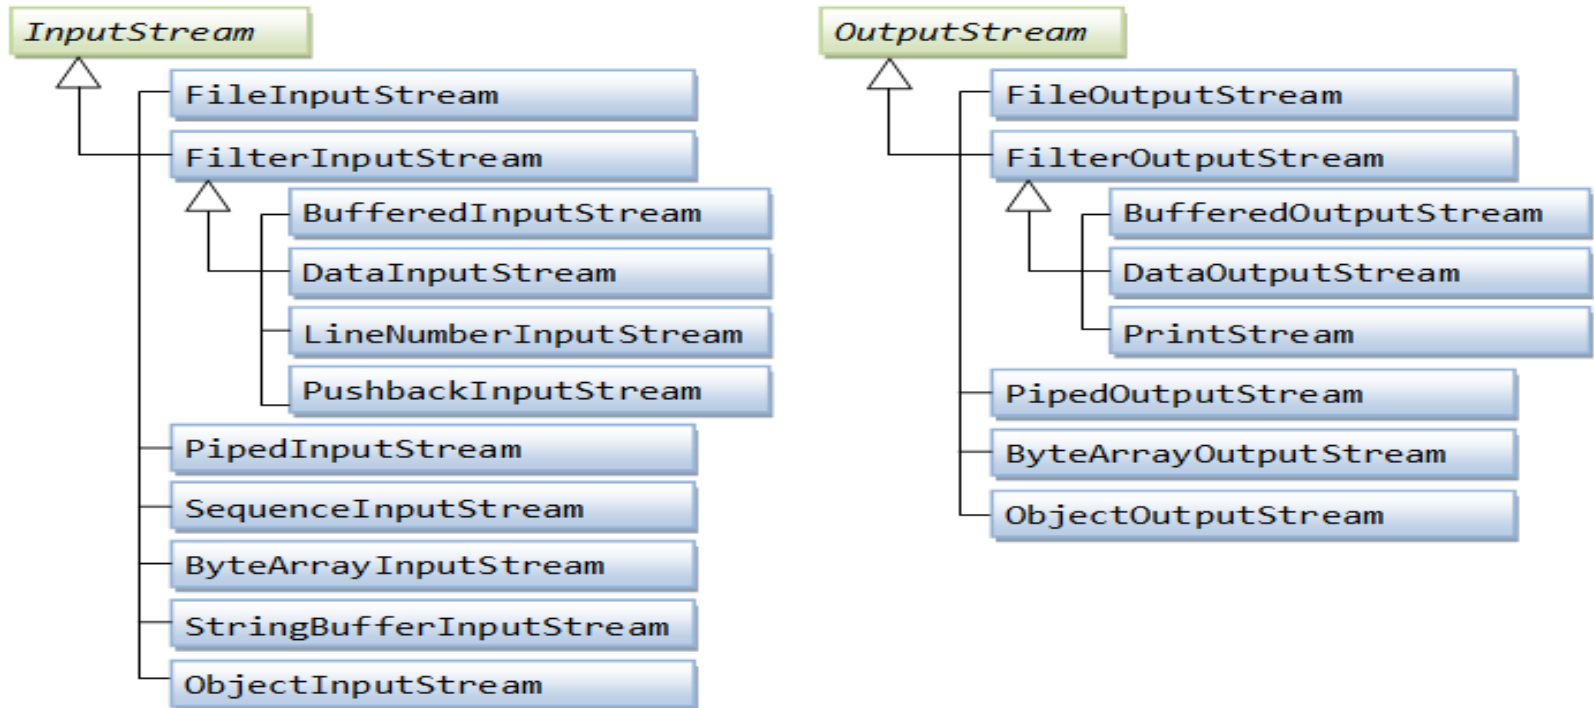 InputStream
FileInputStream
FilterInputStream
BufferedInputStream
DataInputStream
LineNumberInputStream
PushbackInputStream
PipedInputStream
SequenceInputStream
ByteArrayInputStream
StringBufferInputStream
ObjectInputStream
OutputStream
FileOutputStream
FilterOutputStream
BufferedOutputStream
DataOutputStream
PrintStream
PipedOutputStream
ByteArrayOutputStream
ObjectOutputStream